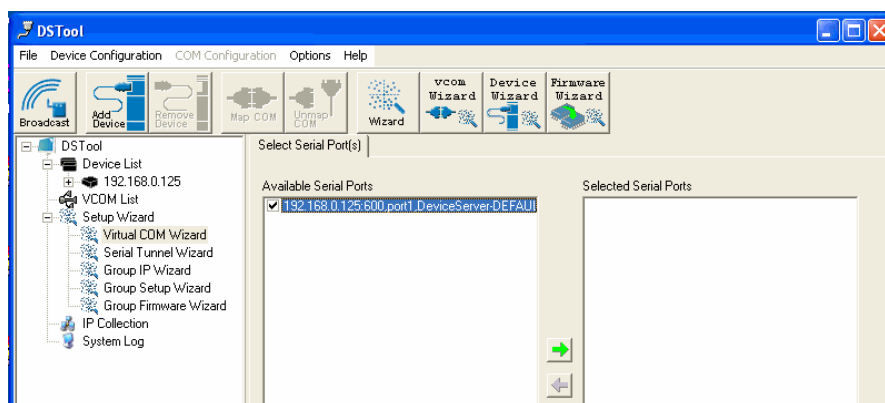 DSTool
File Device Configuration COM Configuration Options Help
Broadcast Add Device Remove Device Map COM Unmap COM Wizard vcom Wizard Device Wizard Firmware Wizard
DSTool
Device List
192.168.0.125
VCOM List
Setup Wizard
Virtual COM Wizard
Serial Tunnel Wizard
Group IP Wizard
Group Setup Wizard
Group Firmware Wizard
IP Collection
System Log
Select Serial Port(s)
Available Serial Ports
192.168.0.125:600,port1,DeviceServer-DEFAUL
Selected Serial Ports